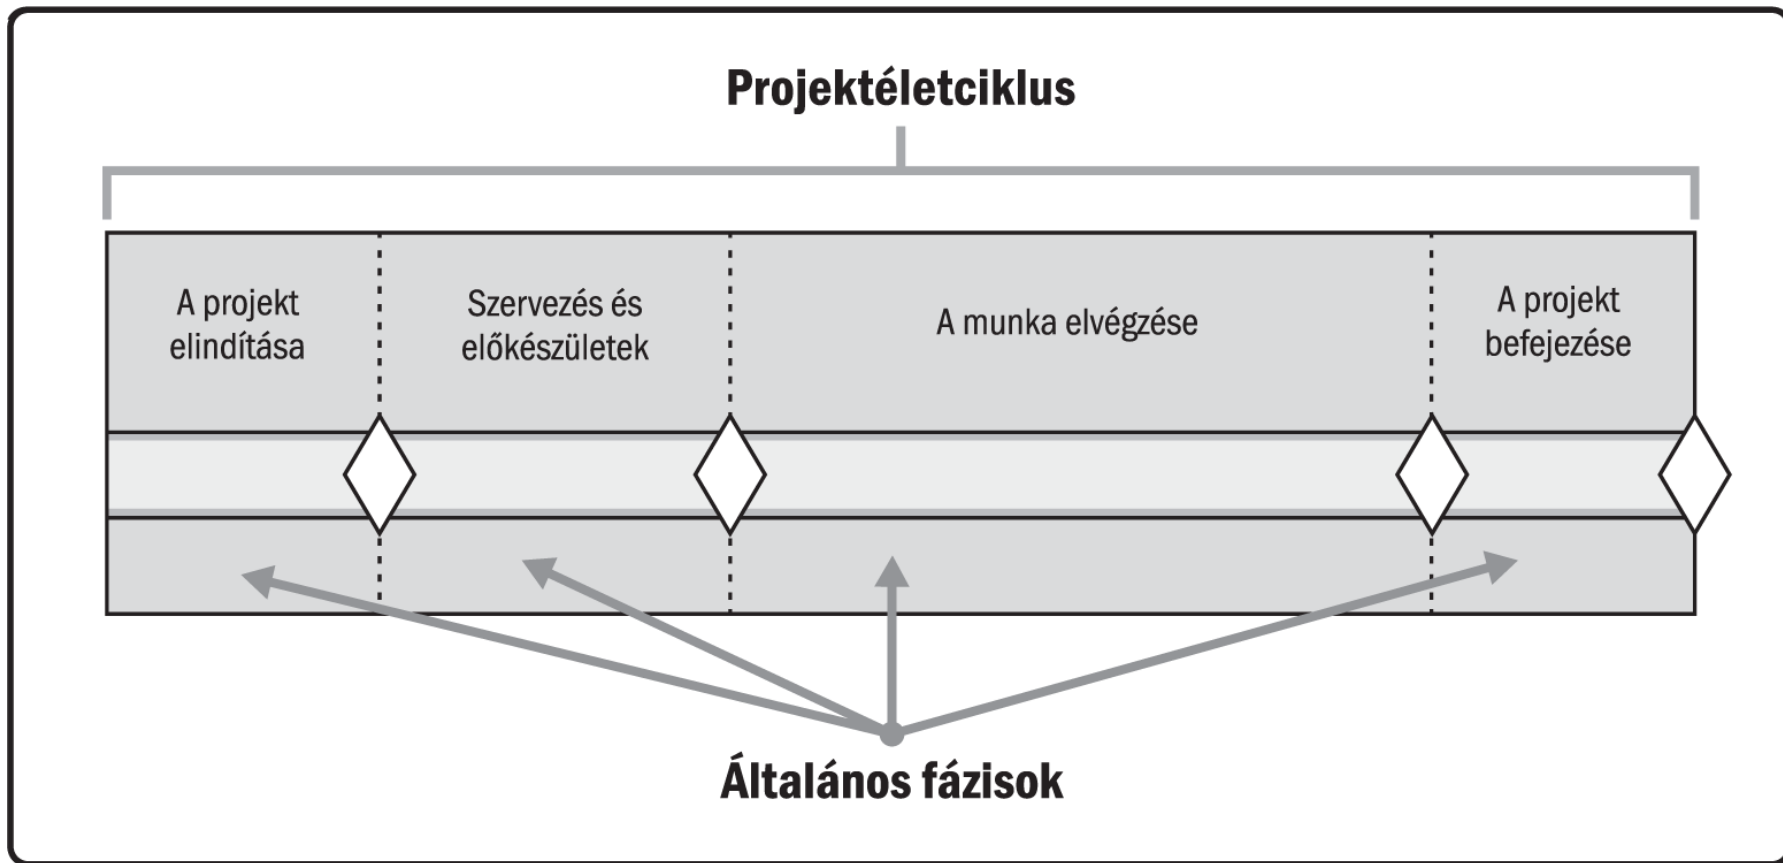 Projektéletciklus
A projekt
elindítása
Szervezés és
előkészületek
A munka elvégzése
A projekt
befejezése
Általános fázisok